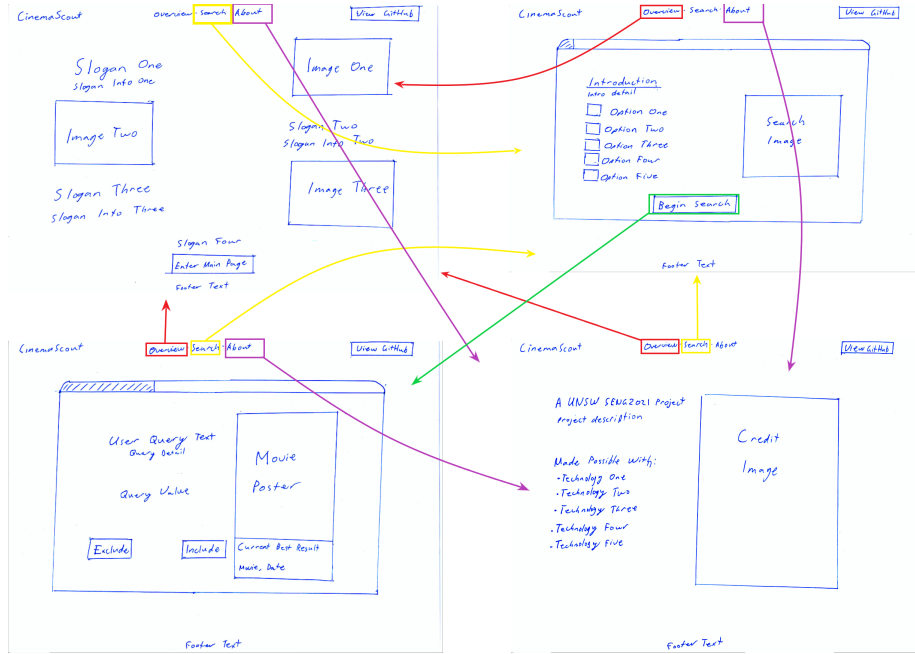 CinemaScout
Overview · Search · About
View GitHub
Slogan One
Slogan Info One
Image One
Image Two
Slogan Two
Slogan Info Two
Slogan Three
Slogan Info Three
Image Three
Slogan Four
Enter Main Page
Footer Text
CinemaScout
Overview · Search · About
View GitHub
Introduction
Intro detail
Option One
Option Two
Option Three
Option Four
Option Five
Search
Image
Begin Search
Footer Text
CinemaScout
Overview · Search · About
View GitHub
User Query Text
Query Detail
Query Value
Exclude
Include
Movie
Poster
Current Best Result
Movie, Date
Footer Text
CinemaScout
Overview · Search · About
View GitHub
A UNSW SENG2021 Project
Project description
Made Possible With:
· Technology One
· Technology Two
· Technology Three
· Technology Four
· Technology Five
Credit
Image
Footer Text